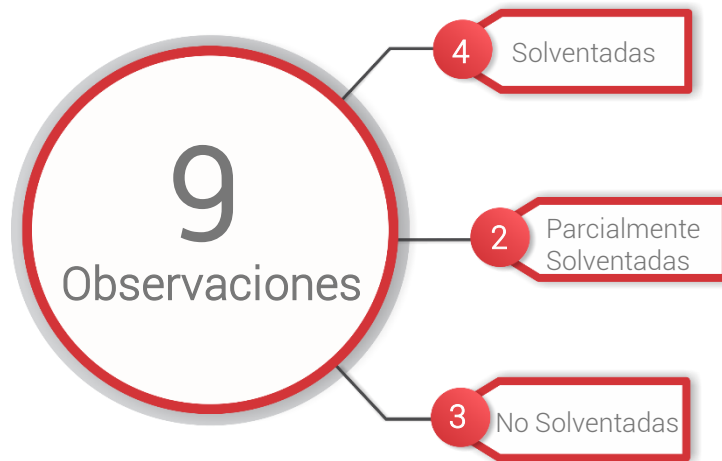 9
Observaciones
4
Solventadas
2
Parcialmente
Solventadas
3
No Solventadas